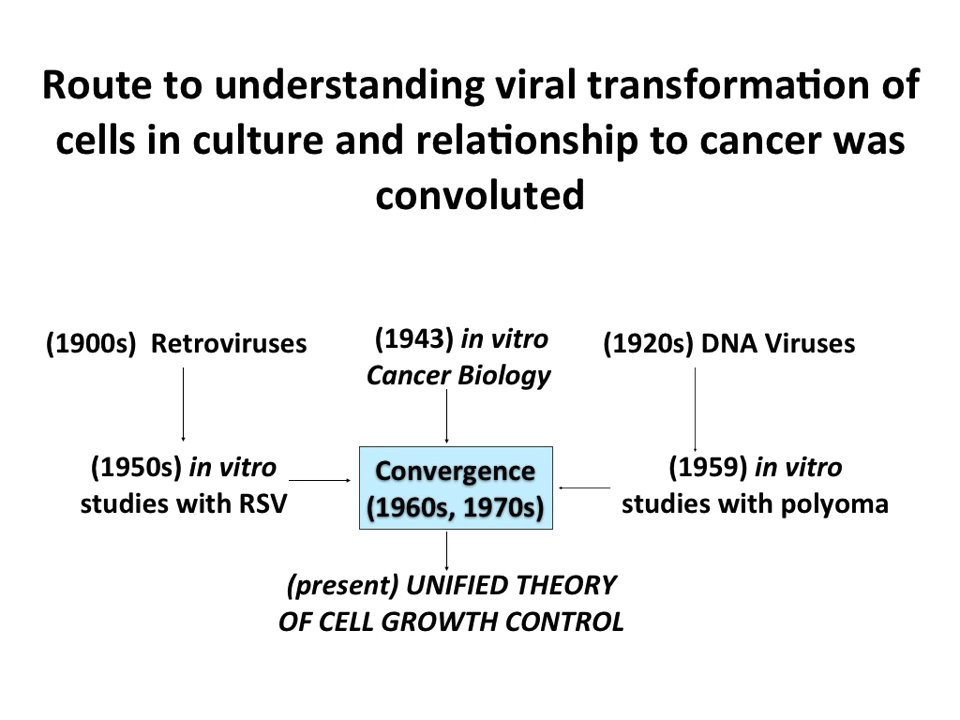 Route to understanding viral transformation of
cells in culture and relationship to cancer was
convoluted
(1900s) Retroviruses
(1943) in vitro
Cancer Biology
(1920s) DNA Viruses
(1950s) in vitro
studies with RSV
Convergence
(1960s, 1970s)
(1959) in vitro
studies with polyoma
(present) UNIFIED THEORY
OF CELL GROWTH CONTROL